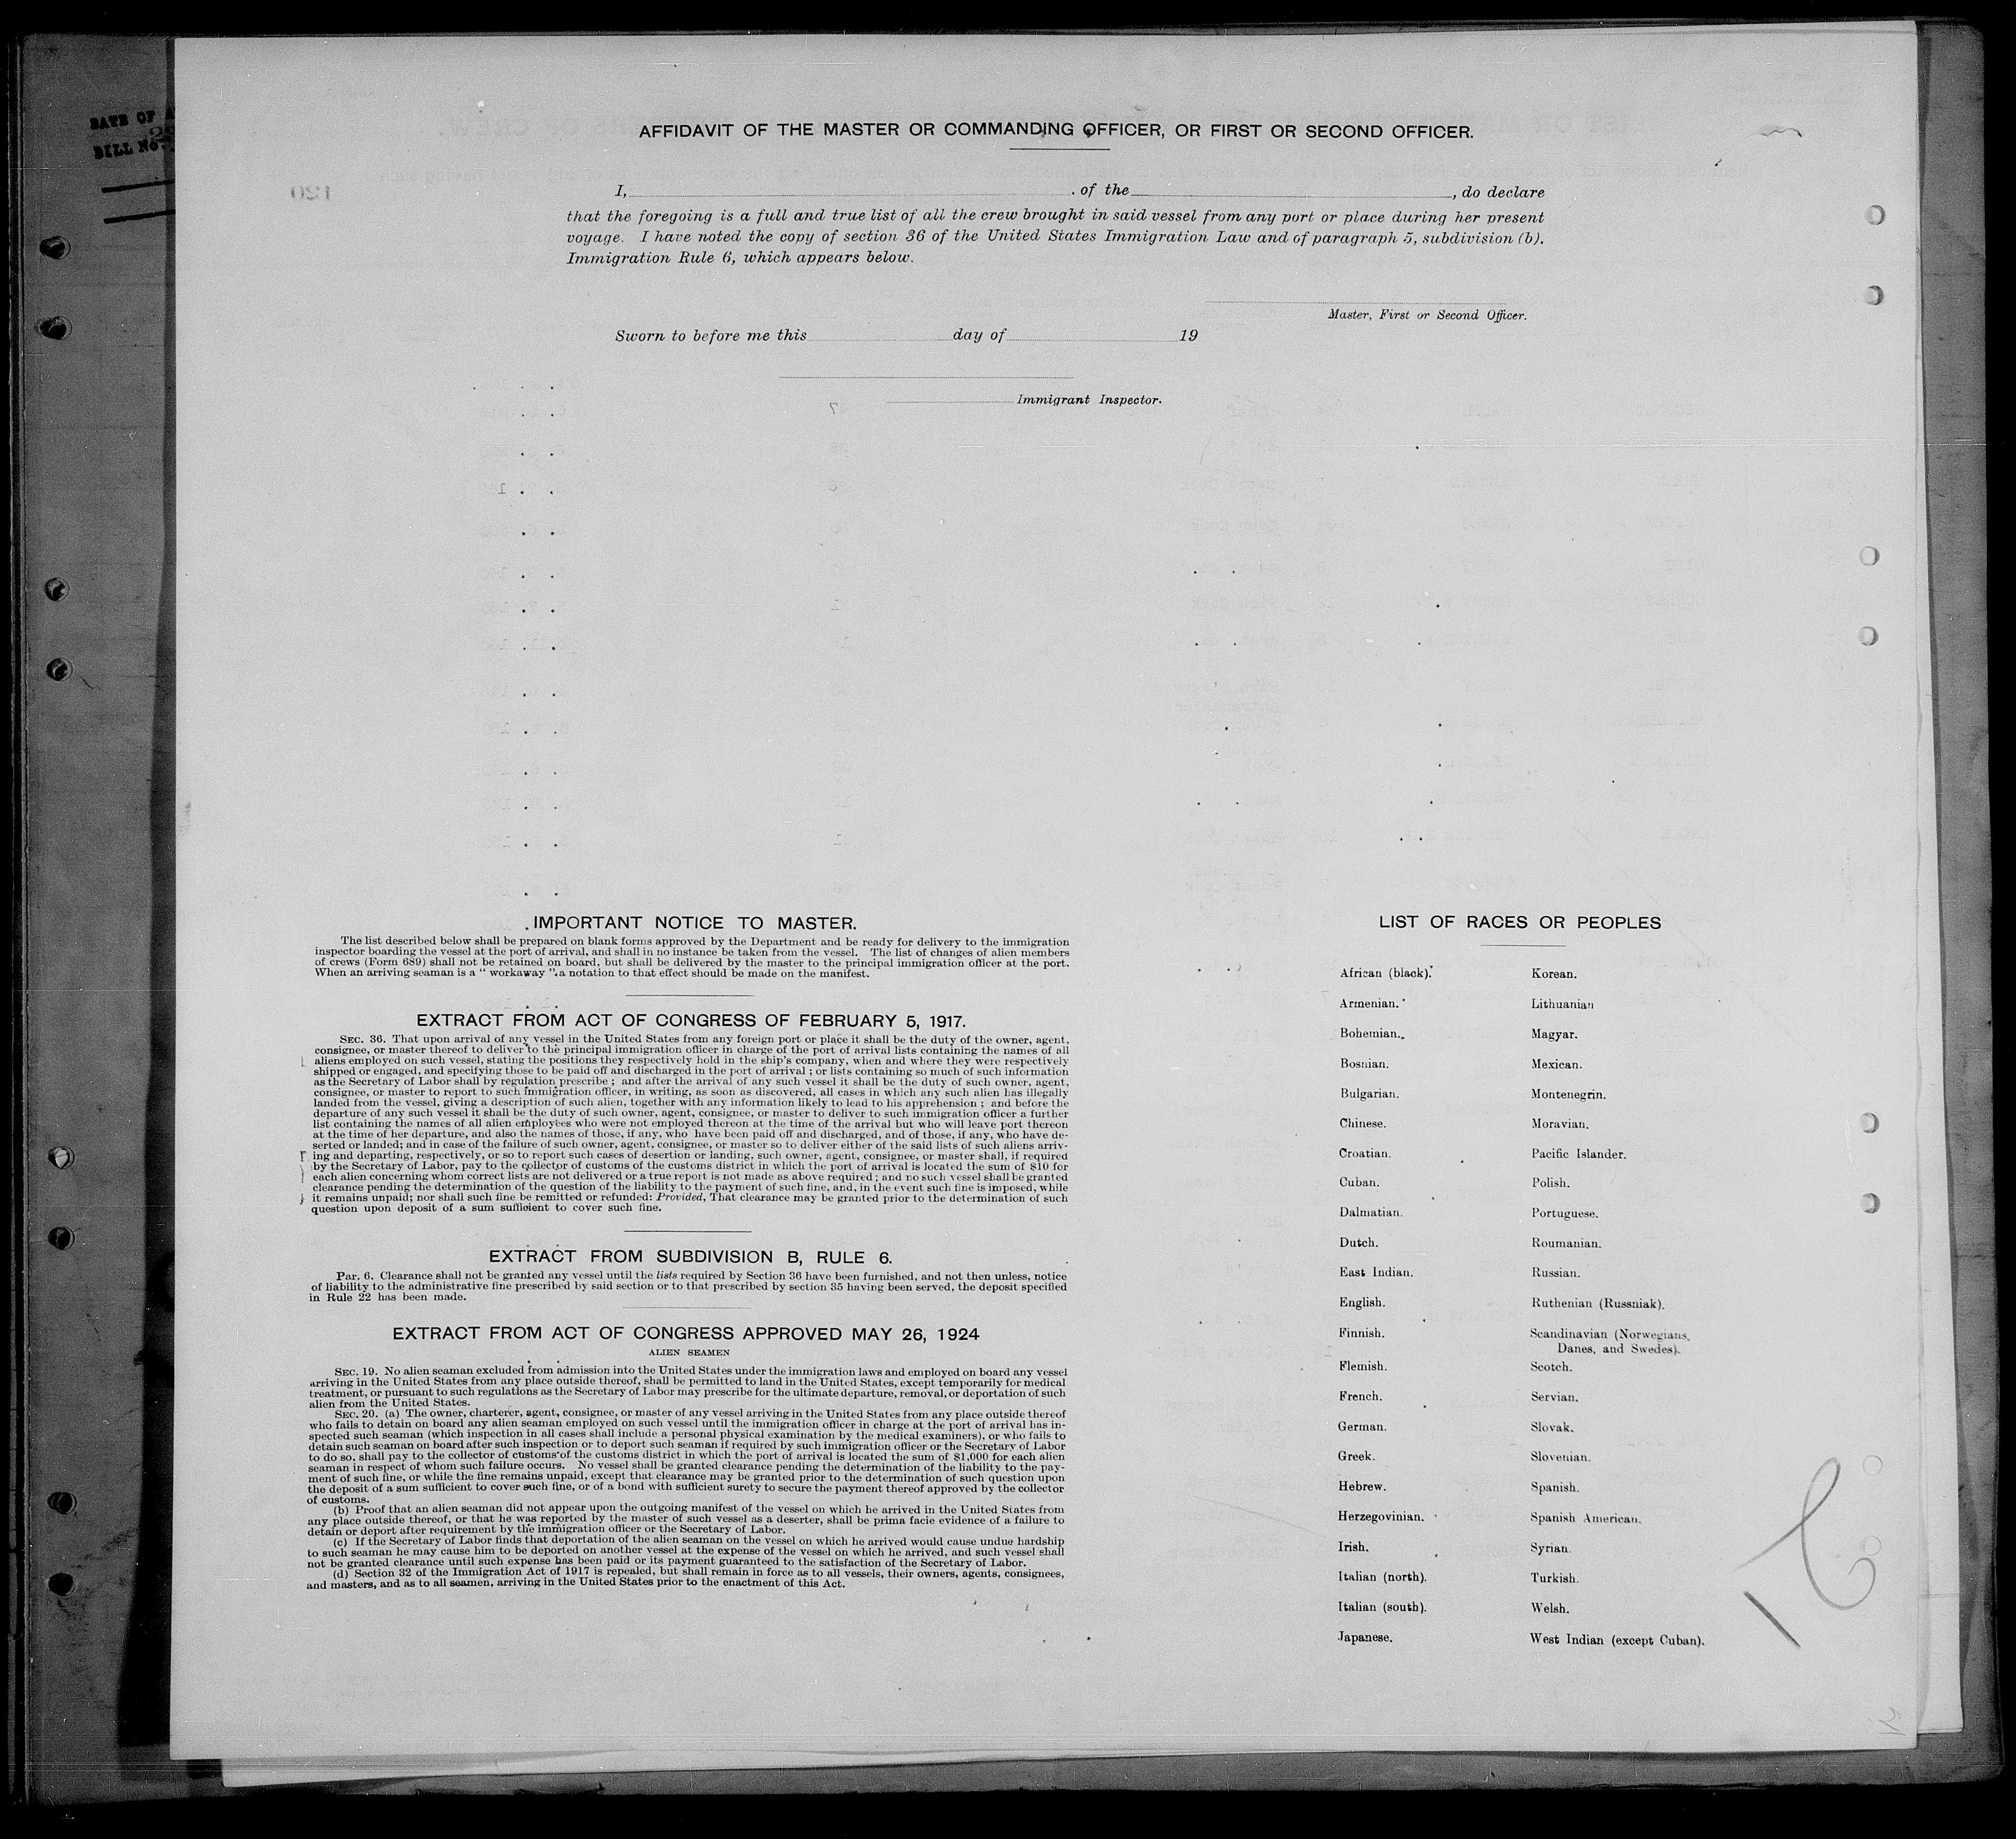 DATE OF
BILL No.
AFFIDAVIT OF THE MASTER OR COMMANDING OFFICER, OR FIRST OR SECOND OFFICER.
120
I, of the , do declare
that the foregoing is a full and true list of all the crew brought in said vessel from any port or place during her present
voyage. I have noted the copy of section 36 of the United States Immigration Law and of paragraph 5, subdivision (b).
Immigration Rule 6, which appears below.
Master, First or Second Officer.
Sworn to before me this day of 19
Immigrant Inspector.
IMPORTANT NOTICE TO MASTER.
The list described below shall be prepared on blank forms approved by the Department and be ready for delivery to the immigration
inspector boarding the vessel at the port of arrival, and shall in no instance be taken from the vessel. The list of changes of alien members
of crews (Form 689) shall not be retained on board, but shall be delivered by the master to the principal immigration officer at the port.
When an arriving seaman is a “ workaway ” a notation to that effect should be made on the manifest.
EXTRACT FROM ACT OF CONGRESS OF FEBRUARY 5, 1917.
SEC. 36. That upon arrival of any vessel in the United States from any foreign port or place it shall be the duty of the owner, agent,
consignee, or master thereof to deliver to the principal immigration officer in charge of the port of arrival lists containing the names of all
aliens employed on such vessel, stating the positions they respectively hold in the ship's company, when and where they were respectively
shipped or engaged, and specifying those to be paid off and discharged in the port of arrival ; or lists containing so much of such information
as the Secretary of Labor shall by regulation prescribe ; and after the arrival of any such vessel it shall be the duty of such owner, agent,
consignee, or master to report to such immigration officer, in writing, as soon as discovered, all cases in which any such alien has illegally
landed from the vessel, giving a description of such alien, together with any information likely to lead to his apprehension ; and before the
departure of any such vessel it shall be the duty of such owner, agent, consignee, or master to deliver to such immigration officer a further
list containing the names of all alien employees who were not employed thereon at the time of the arrival but who will leave port thereon
at the time of her departure, and also the names of those, if any, who have been paid off and discharged, and of those, if any, who have de-
serted or landed; and in case of the failure of such owner, agent, consignee, or master so to deliver either of the said lists of such aliens arriv-
ing and departing, respectively, or so to report such cases of desertion or landing, such owner, agent, consignee, or master shall, if required
by the Secretary of Labor, pay to the collector of customs of the customs district in which the port of arrival is located the sum of $10 for
each alien concerning whom correct lists are not delivered or a true report is not made as above required ; and no such vessel shall be granted
clearance pending the determination of the question of the liability to the payment of such fine, and, in the event such fine is imposed, while
it remains unpaid; nor shall such fine be remitted or refunded: Provided, That clearance may be granted prior to the determination of such
question upon deposit of a sum sufficient to cover such fine.
EXTRACT FROM SUBDIVISION B, RULE 6.
Par. 6. Clearance shall not be granted any vessel until the lists required by Section 36 have been furnished, and not then unless, notice
of liability to the administrative fine prescribed by said section or to that prescribed by section 35 having been served, the deposit specified
in Rule 22 has been made.
EXTRACT FROM ACT OF CONGRESS APPROVED MAY 26, 1924
ALIEN SEAMEN
SEC. 19. No alien seaman excluded from admission into the United States under the immigration laws and employed on board any vessel
arriving in the United States from any place outside thereof, shall be permitted to land in the United States, except temporarily for medical
treatment, or pursuant to such regulations as the Secretary of Labor may prescribe for the ultimate departure, removal, or deportation of such
alien from the United States.
SEC. 20. (a) The owner, charterer, agent, consignee, or master of any vessel arriving in the United States from any place outside thereof
who fails to detain on board any alien seaman employed on such vessel until the immigration officer in charge at the port of arrival has in-
spected such seaman (which inspection in all cases shall include a personal physical examination by the medical examiners), or who fails to
detain such seaman on board after such inspection or to deport such seaman if required by such immigration officer or the Secretary of Labor
to do so, shall pay to the collector of customs of the customs district in which the port of arrival is located the sum of $1,000 for each alien
seaman in respect of whom such failure occurs. No vessel shall be granted clearance pending the determination of the liability to the pay-
ment of such fine, or while the fine remains unpaid, except that clearance may be granted prior to the determination of such question upon
the deposit of a sum sufficient to cover such fine, or of a bond with sufficient surety to secure the payment thereof approved by the collector
of customs.
(b) Proof that an alien seaman did not appear upon the outgoing manifest of the vessel on which he arrived in the United States from
any place outside thereof, or that he was reported by the master of such vessel as a deserter, shall be prima facie evidence of a failure to
detain or deport after requirement by the immigration officer or the Secretary of Labor.
(c) If the Secretary of Labor finds that deportation of the alien seaman on the vessel on which he arrived would cause undue hardship
to such seaman he may cause him to be deported on another vessel at the expense of the vessel on which he arrived, and such vessel shall
not be granted clearance until such expense has been paid or its payment guaranteed to the satisfaction of the Secretary of Labor.
(d) Section 32 of the Immigration Act of 1917 is repealed, but shall remain in force as to all vessels, their owners, agents, consignees,
and masters, and as to all seamen, arriving in the United States prior to the enactment of this Act.
LIST OF RACES OR PEOPLES
African (black). Korean.
Armenian. Lithuanian
Bohemian. Magyar.
Bosnian. Mexican.
Bulgarian. Montenegrin.
Chinese. Moravian.
Croatian. Pacific Islander.
Cuban. Polish.
Dalmatian. Portuguese.
Dutch. Roumanian.
East Indian. Russian.
English. Ruthenian (Russniak).
Finnish. Scandinavian (Norwegians,
Danes, and Swedes).
Flemish. Scotch.
French. Servian.
German. Slovak.
Greek. Slovenian.
Hebrew. Spanish.
Herzegovinian. Spanish American.
Irish. Syrian.
Italian (north). Turkish.
Italian (south). Welsh.
Japanese. West Indian (except Cuban).